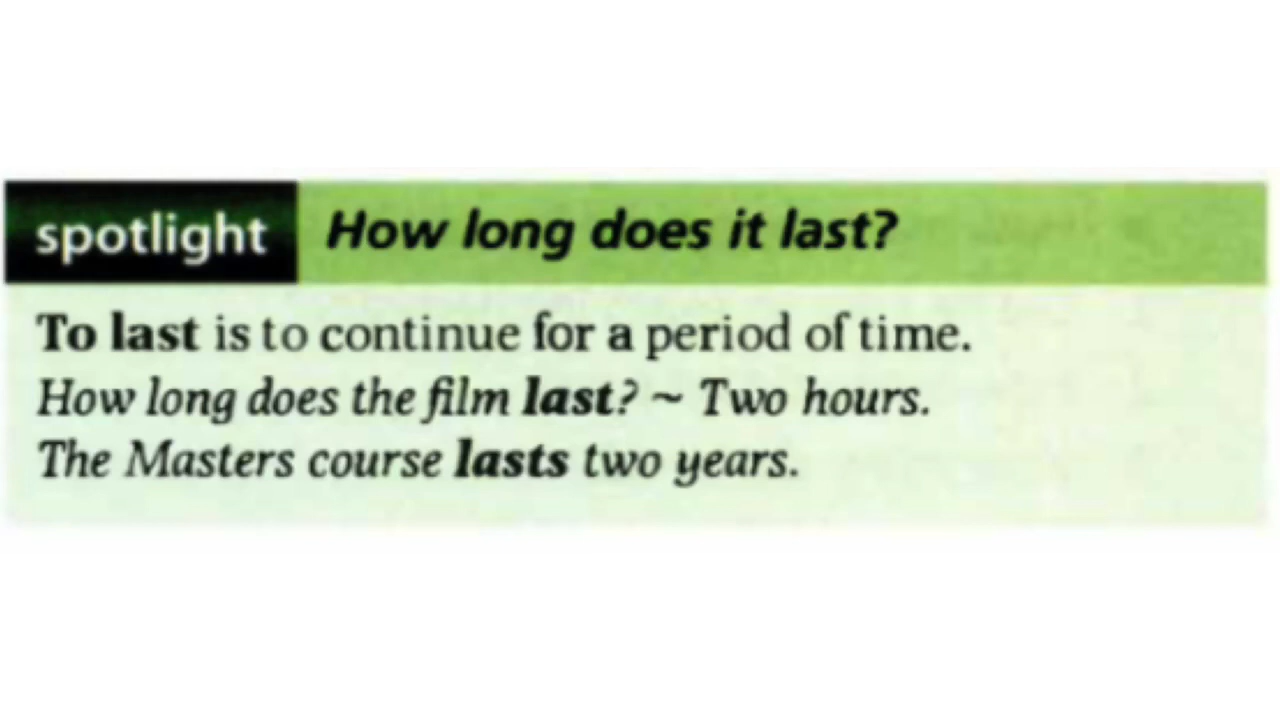 spotlight How long does it last?
To last is to continue for a period of time.
How long does the film last? ~ Two hours.
The Masters course lasts two years.